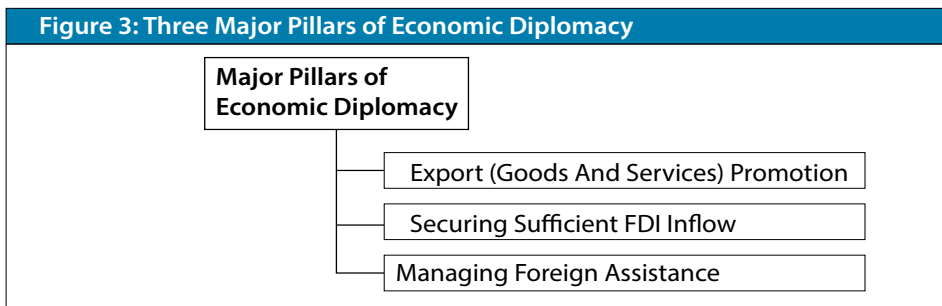 Figure 3: Three Major Pillars of Economic Diplomacy
Major Pillars of
Economic Diplomacy
Export (Goods And Services) Promotion
Securing Sufficient FDI Inflow
Managing Foreign Assistance